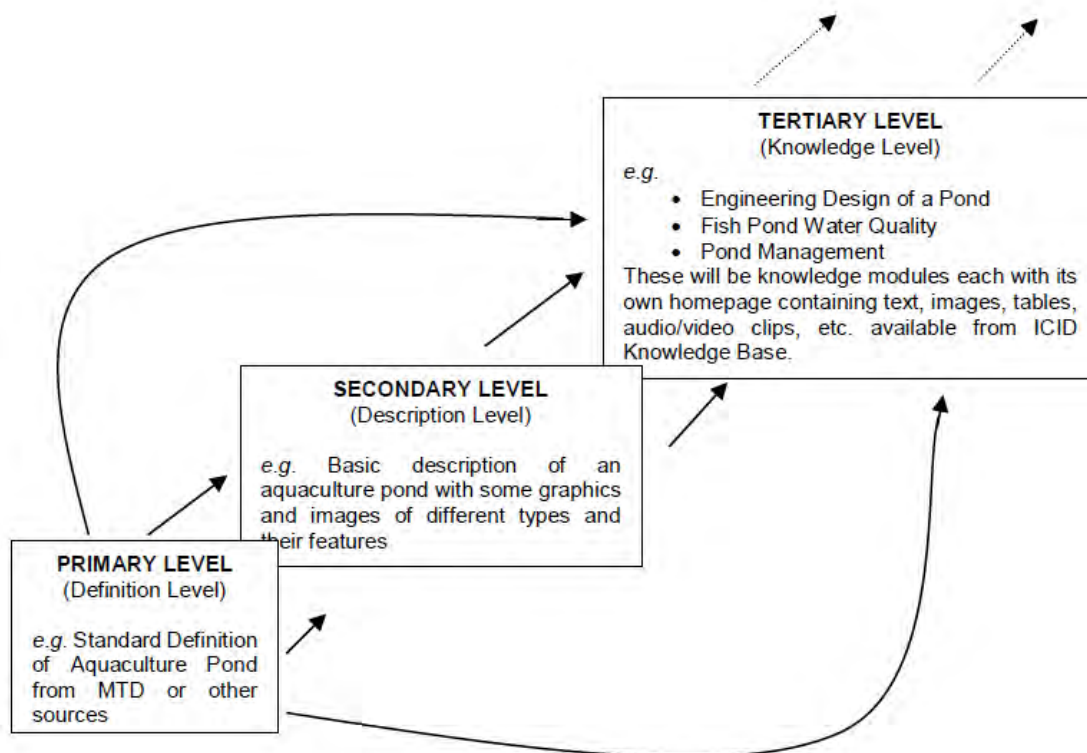 TERTIARY LEVEL
(Knowledge Level)
e.g.
• Engineering Design of a Pond
• Fish Pond Water Quality
• Pond Management
These will be knowledge modules each with its
own homepage containing text, images, tables,
audio/video clips, etc. available from ICID
Knowledge Base.
SECONDARY LEVEL
(Description Level)
e.g. Basic description of an
aquaculture pond with some graphics
and images of different types and
their features
PRIMARY LEVEL
(Definition Level)
e.g. Standard Definition
of Aquaculture Pond
from MTD or other
sources